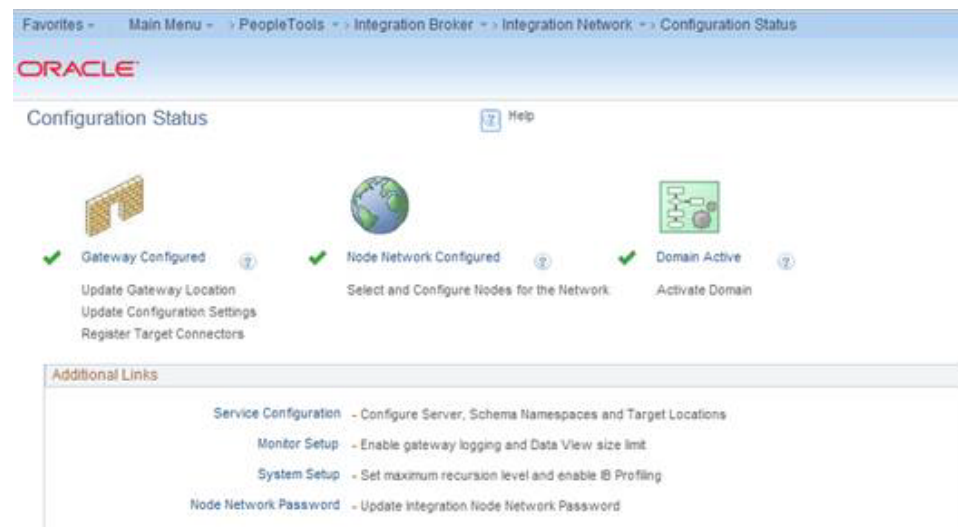 Favorites Main Menu > PeopleTools > Integration Broker > Integration Network > Configuration Status
ORACLE
Configuration Status
? Help
Gateway Configured ? Node Network Configured ? Domain Active ?
Update Gateway Location Select and Configure Nodes for the Network Activate Domain
Update Configuration Settings
Register Target Connectors
Additional Links
Service Configuration - Configure Server, Schema Namespaces and Target Locations
Monitor Setup - Enable gateway logging and Data View size limit
System Setup - Set maximum recursion level and enable IB Profiling
Node Network Password - Update Integration Node Network Password